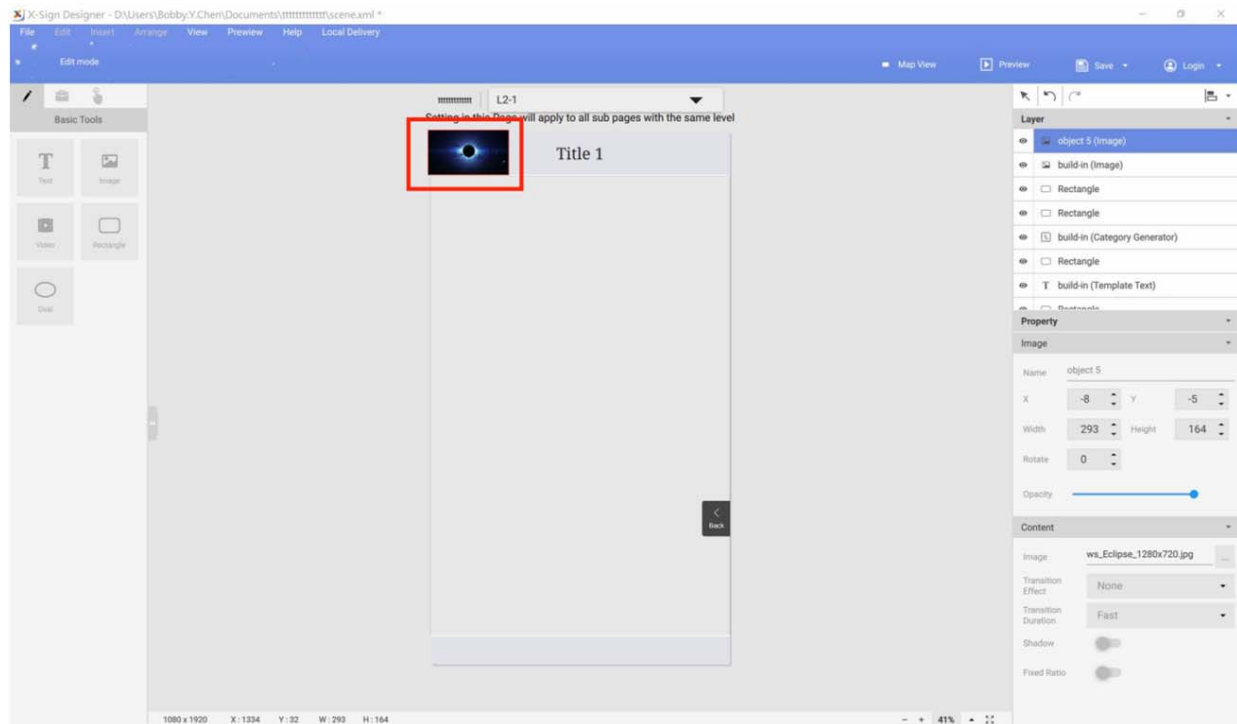 X-Sign Designer - D:\Users\Bobby.Y.Chen\Documents\tttttttttttttt\scene.xml *
File Edit Insert Arrange View Prewiew Help Local Delivery
Edit mode
Map View Preview Save Login
tttttttttttttt L2-1
Basic Tools
Setting in this Page will apply to all sub pages with the same level
Layer
object 5 (Image)
Title 1
build-in (Image)
Text Image
Rectangle
Rectangle
Video Rectangle
build-in (Category Generator)
Rectangle
T build-in (Template Text)
Oval
Rectangle
Property
Image
Name object 5
X -8 Y -5
Width 293 Height 164
Rotate 0
Opacity
Back
Content
Image ws_Eclipse_1280x720.jpg ...
Transition Effect None
Transition Duration Fast
Shadow
Fixed Ratio
1080 x 1920 X : 1334 Y : 32 W : 293 H : 164 - + 41%